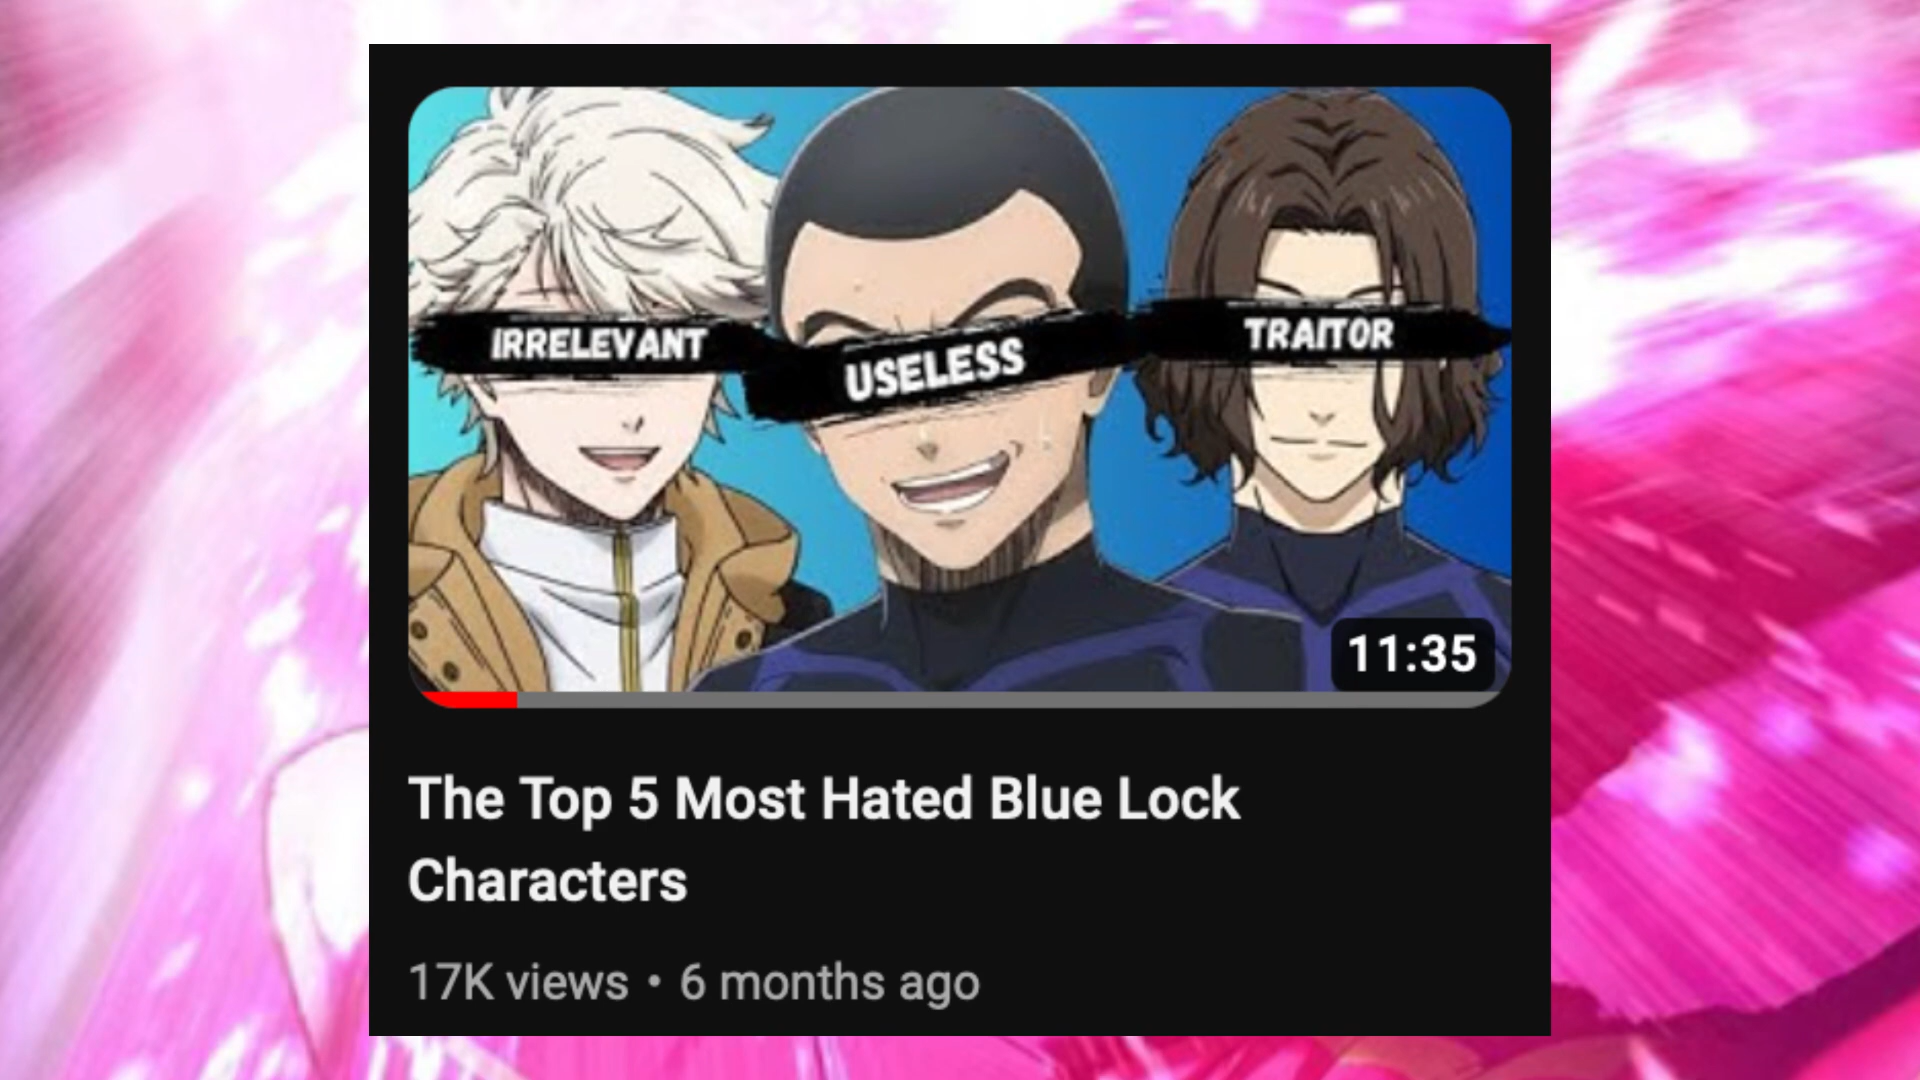 IRRELEVANT
USELESS
TRAITOR
11:35
The Top 5 Most Hated Blue Lock
Characters
17K views • 6 months ago